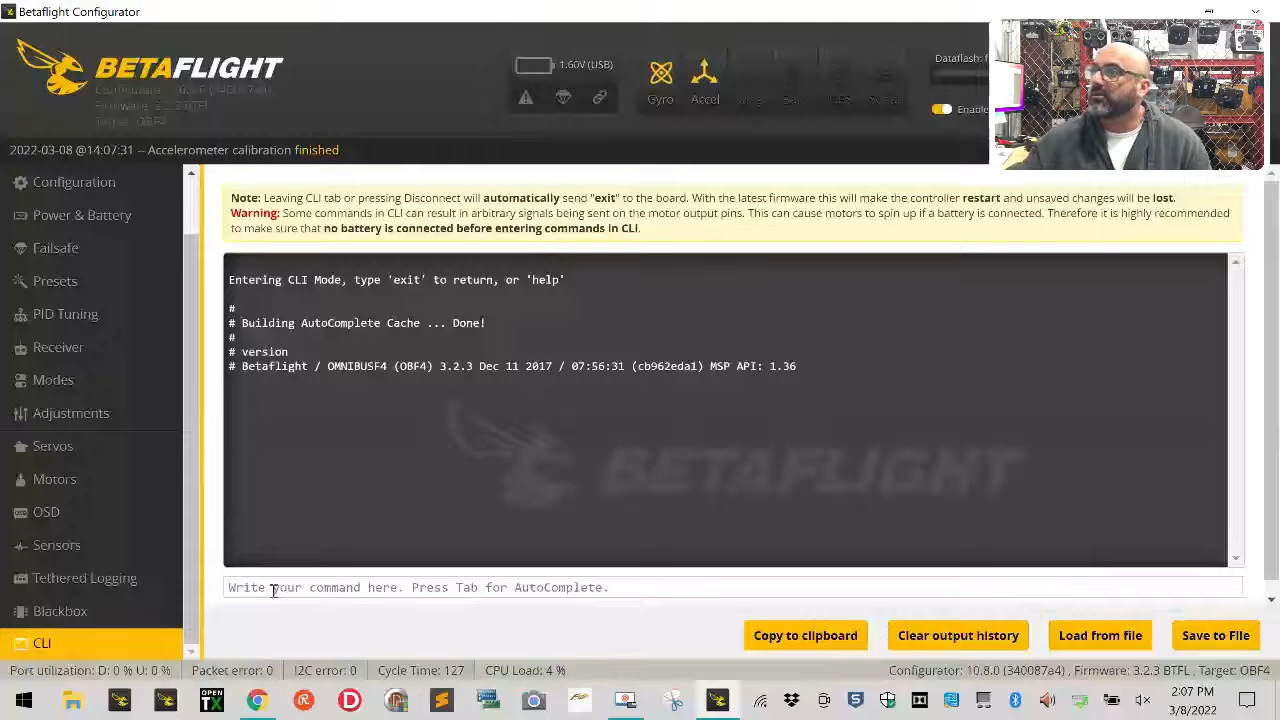 Betaflight Configurator
BETAFLIGHT
1.60V (USB)
Gyro
Accel
Dataflash: f
Enable
2022-03-08 @14:07:31 -- Accelerometer calibration finished
Configuration
Power & Battery
Failsafe
Presets
PID Tuning
Receiver
Modes
Adjustments
Servos
Motors
OSD
Sensors
Tethered Logging
Blackbox
CLI
Note: Leaving CLI tab or pressing Disconnect will automatically send "exit" to the board. With the latest firmware this will make the controller restart and unsaved changes will be lost.
Warning: Some commands in CLI can result in arbitrary signals being sent on the motor output pins. This can cause motors to spin up if a battery is connected. Therefore it is highly recommended
to make sure that no battery is connected before entering commands in CLI.
Entering CLI Mode, type 'exit' to return, or 'help'
#
# Building AutoComplete Cache ... Done!
#
# version
# Betaflight / OMNIBUSF4 (OBF4) 3.2.3 Dec 11 2017 / 07:56:31 (cb962eda1) MSP API: 1.36
BETAFLIGHT
Write your command here. Press Tab for AutoComplete.
Copy to clipboard
Clear output history
Load from file
Save to File
Port utilization: D: 0 % U: 0 %
Packet error: 0
I2C error: 0
Cycle Time: 127
CPU Load: 4 %
Configurator: 10.8.0 (340087a4), Firmware: 3.2.3 BTFL, Target: OBF4
OPEN
TX
2:07 PM
3/8/2022